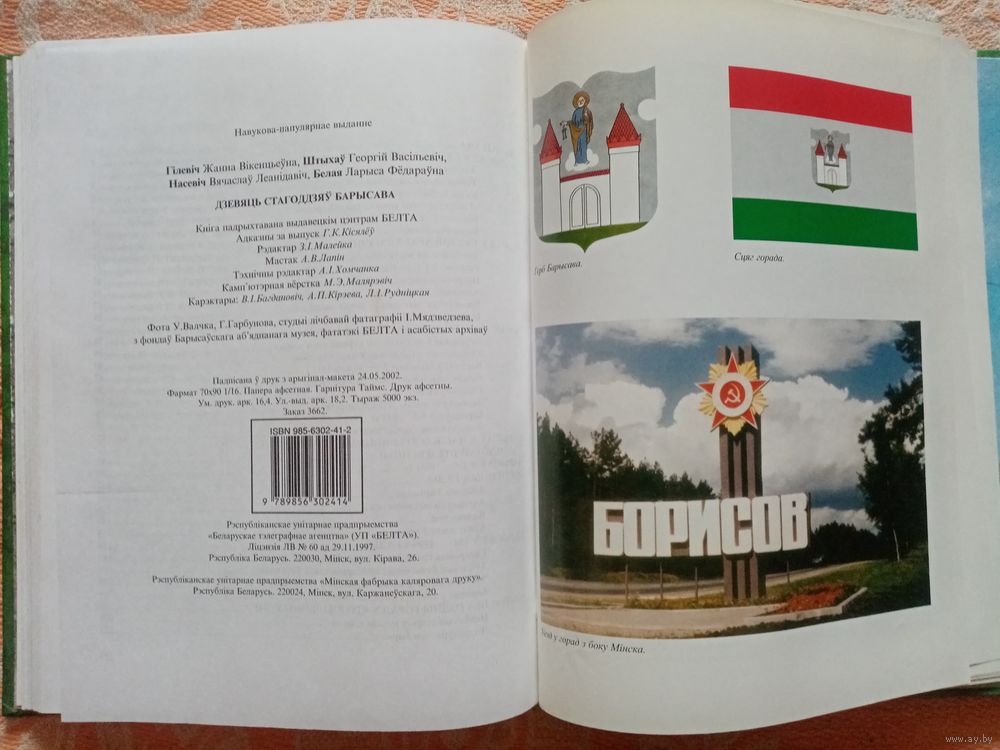 Навукова-папулярнае выданне
Гілевіч Жанна Вікенцьеўна, Штыхаў Георгій Васільевіч,
Насевіч Вячаслаў Леанідавіч, Белая Ларыса Фёдараўна
ДЗЕВЯЦЬ СТАГОДДЗЯЎ БАРЫСАВА
Кніга падрыхтавана выдавецкім цэнтрам БЕЛТА
Адказны за выпуск Г.К.Кісялёў
Рэдактар З.І.Малейка
Мастак А.В.Лапін
Тэхнічны рэдактар А.І.Хомчанка
Камп'ютэрная вёрстка М.Э.Малярэвіч
Карэктары: В.І.Багдановіч, А.П.Кірэева, Л.І.Рудніцкая
Фота У.Валчка, Г.Гарбунова, студыі лічбавай фатаграфіі І.Мядзведзева,
з фондаў Барысаўскага аб'яднанага музея, фататэкі БЕЛТА і асабістых архіваў
Падпісана ў друк з арыгінал-макета 24.05.2002.
Фармат 70х90 1/16. Папера афсетная. Гарнітура Таймс. Друк афсетны.
Ум. друк. арк. 16,4. Ул.-выд. арк. 18,2. Тыраж 5000 экз.
Заказ 3662.
ISBN 985-6302-41-2
9 789856 302414
Рэспубліканскае унітарнае прадпрыемства
«Беларускае тэлеграфнае агенцтва» (УП «БЕЛТА»).
Ліцэнзія ЛВ № 60 ад 29.11.1997.
Рэспубліка Беларусь. 220030, Мінск, вул. Кірава, 26.
Рэспубліканскае унітарнае прадпрыемства «Мінская фабрыка каляровага друку».
Рэспубліка Беларусь. 220024, Мінск, вул. Каржанеўскага, 20.
Герб Барысава.
Сцяг горада.
БОРИСОВ
у горад з боку Мінска.
www.ay.by